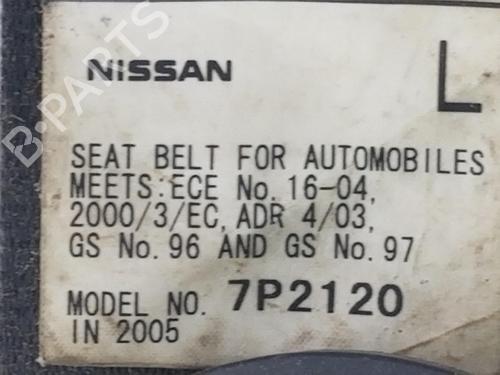 B-PARTS
NISSAN L
SEAT BELT FOR AUTOMOBILES
MEETS:ECE No. 16-04,
2000/3/EC, ADR 4/03,
GS No. 96 AND GS No. 97
MODEL NO. 7P2120
IN 2005